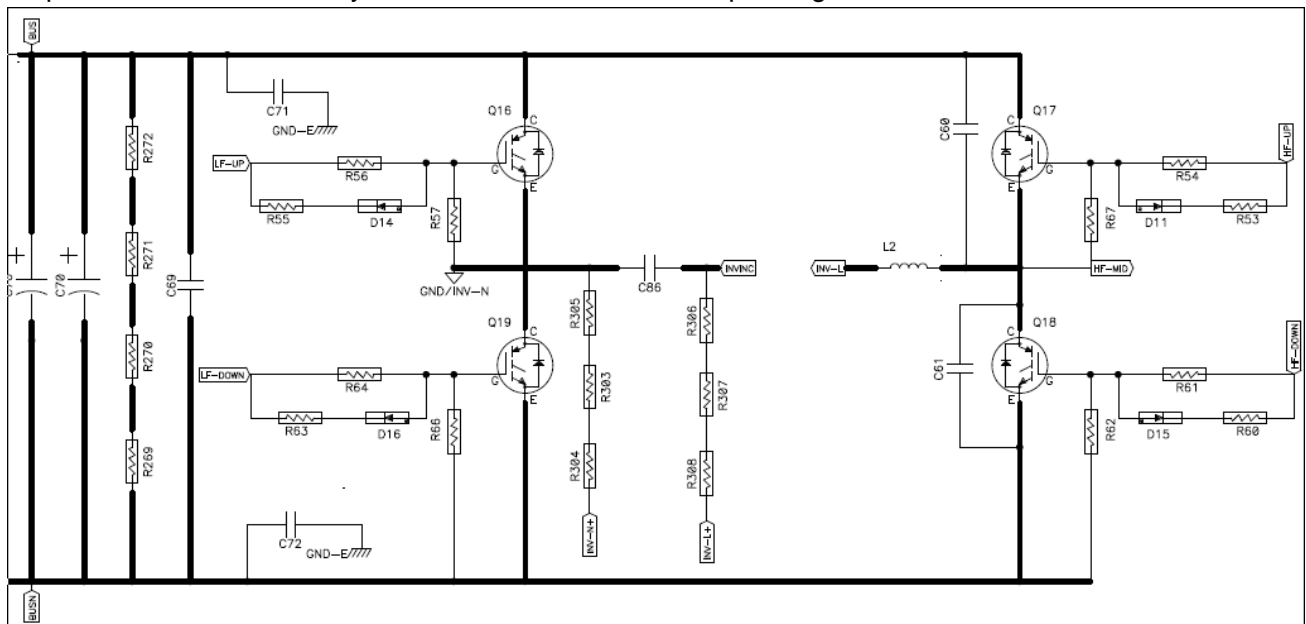 BUS
C71
GND-E
Q16
C
G
E
LF-UP
R56
R55
D14
R57
R272
R271
R270
R269
C70
C69
GND/INV-N
C86
INVINC
R305
R303
R304
INV-N+
R306
R307
R308
INV-L+
Q19
C
G
E
LF-DOWN
R64
R63
D16
R66
C72
GND-E
BUSN
C60
Q17
C
G
E
HF-UP
R54
D11
R53
R67
L2
INV-L
HF-MID
C61
Q18
C
G
E
HF-DOWN
R61
D15
R60
R62